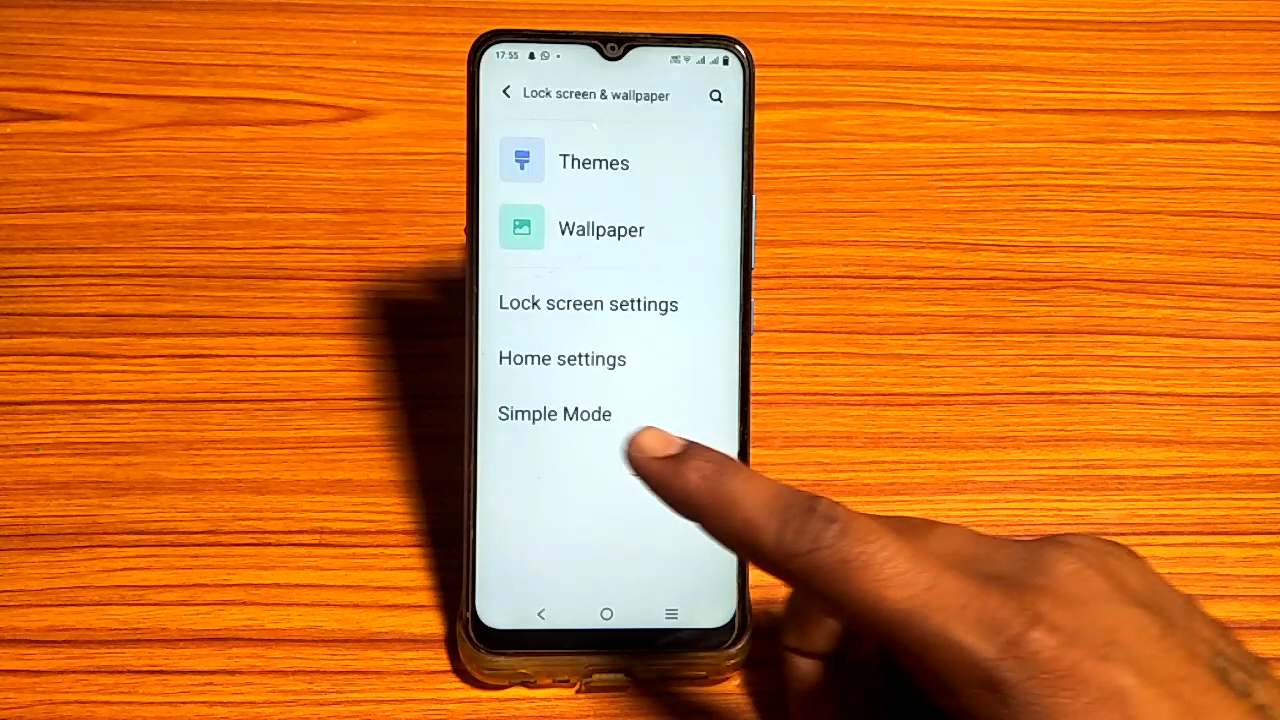 17:55
Lock screen & wallpaper
Themes
Wallpaper
Lock screen settings
Home settings
Simple Mode